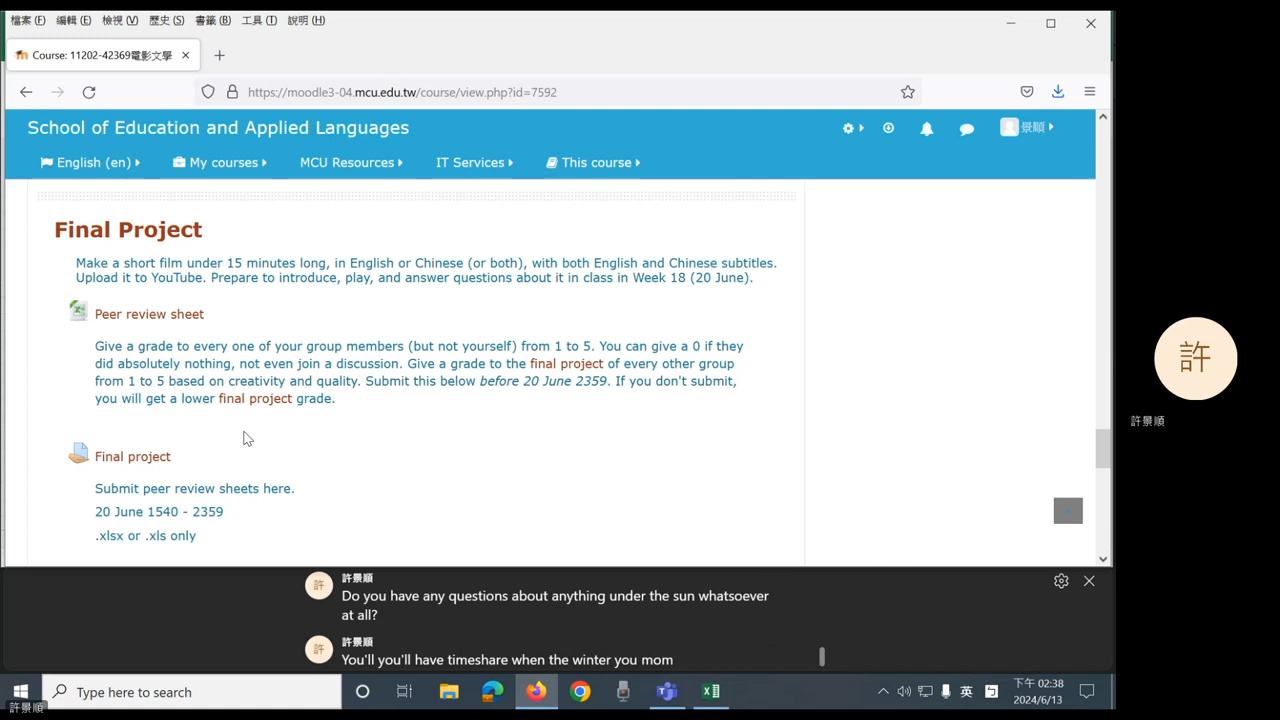 檔案 (F) 編輯 (E) 檢視 (V) 歷史 (S) 書籤 (B) 工具 (T) 說明 (H)
Course: 11202-42369電影文學
https://moodle3-04.mcu.edu.tw/course/view.php?id=7592
School of Education and Applied Languages
景順
English (en)
My courses
MCU Resources
IT Services
This course
Final Project
Make a short film under 15 minutes long, in English or Chinese (or both), with both English and Chinese subtitles.
Upload it to YouTube. Prepare to introduce, play, and answer questions about it in class in Week 18 (20 June).
Peer review sheet
Give a grade to every one of your group members (but not yourself) from 1 to 5. You can give a 0 if they
did absolutely nothing, not even join a discussion. Give a grade to the final project of every other group
from 1 to 5 based on creativity and quality. Submit this below before 20 June 2359. If you don't submit,
you will get a lower final project grade.
Final project
Submit peer review sheets here.
20 June 1540 - 2359
.xlsx or .xls only
許
許景順
許
許景順
Do you have any questions about anything under the sun whatsoever
at all?
許
許景順
You'll you'll have timeshare when the winter you mom
Type here to search
英
下午 02:38
2024/6/13
許景順